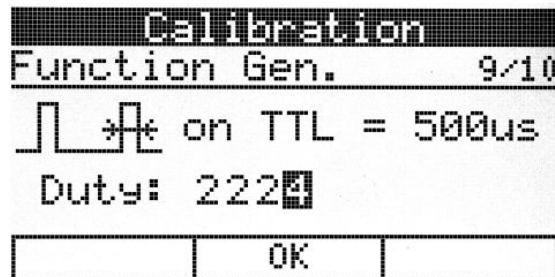 Calibration
Function Gen. 9/10
on TTL = 500us
Duty: 2224
OK